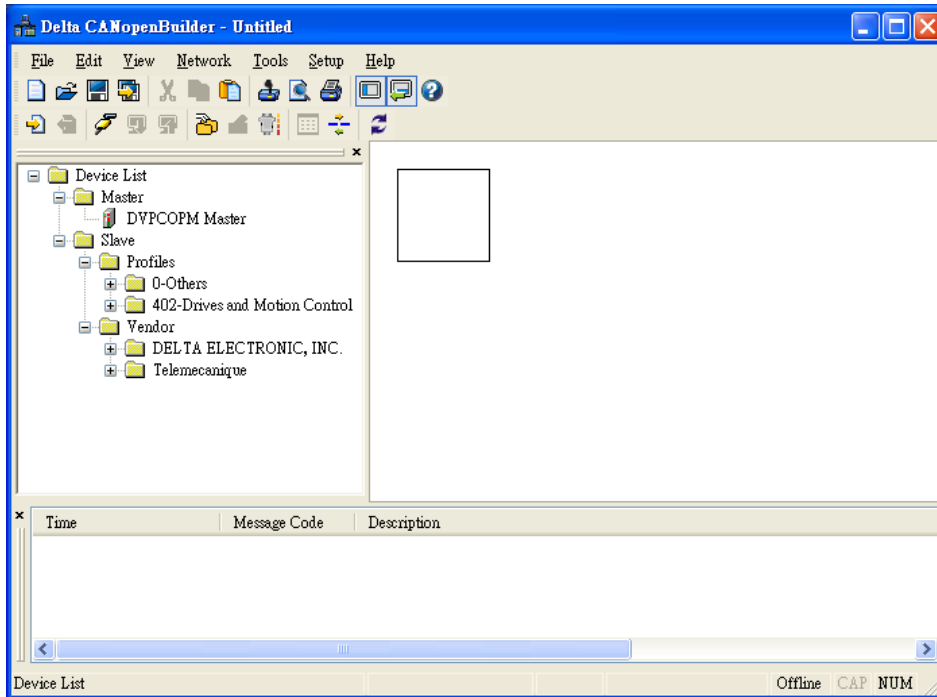 Delta CANopenBuilder - Untitled
File Edit View Network Tools Setup Help
Device List
Master
DVPCOPM Master
Slave
Profiles
0-Others
402-Drives and Motion Control
Vendor
DELTA ELECTRONIC, INC.
Telemecanique
Time Message Code Description
Device List Offline CAP NUM